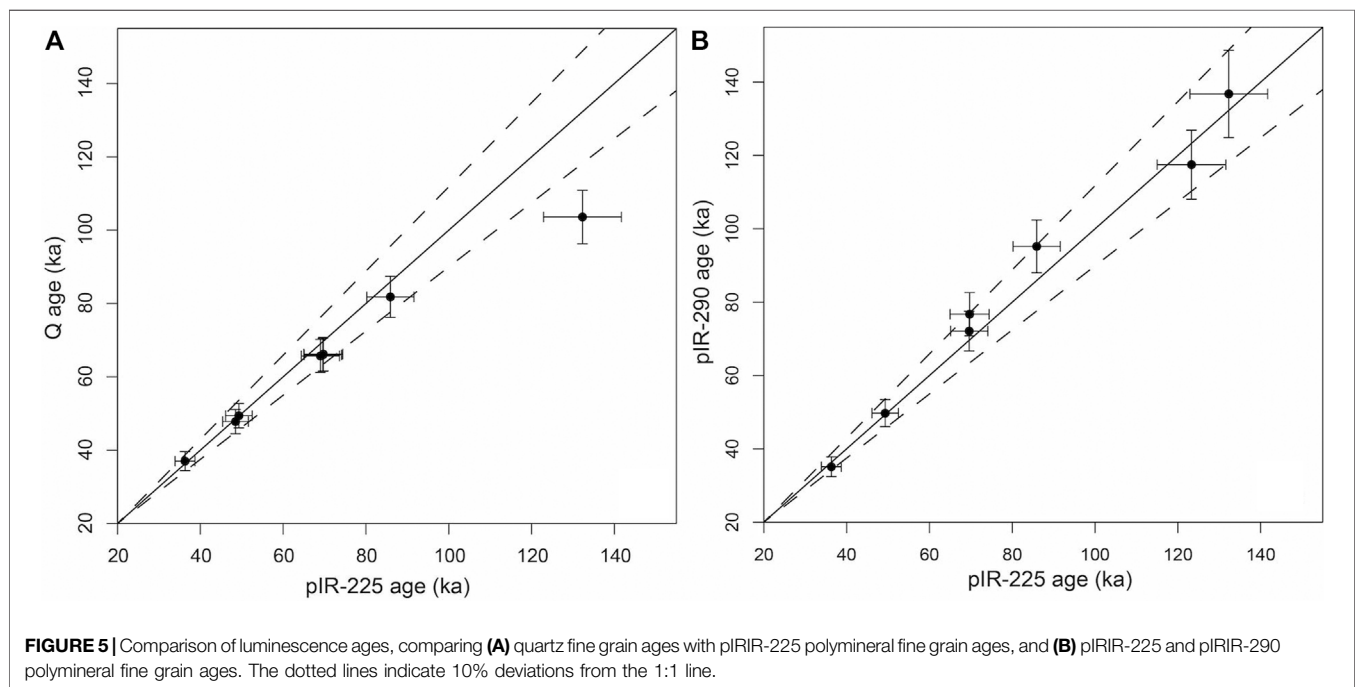 A
Q age (ka)
20
40
60
80
100
120
140
20 40 60 80 100 120 140
pIR-225 age (ka)
B
pIR-290 age (ka)
20
40
60
80
100
120
140
20 40 60 80 100 120 140
pIR-225 age (ka)
FIGURE 5 | Comparison of luminescence ages, comparing (A) quartz fine grain ages with pIRIR-225 polymineral fine grain ages, and (B) pIRIR-225 and pIRIR-290
polymineral fine grain ages. The dotted lines indicate 10% deviations from the 1:1 line.